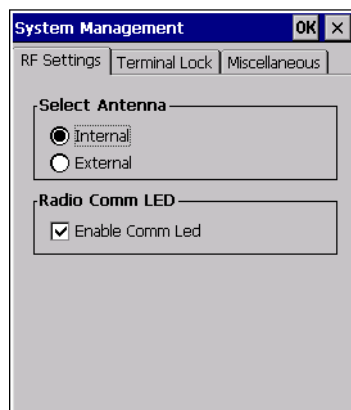 System Management OK ×
RF Settings Terminal Lock Miscellaneous
Select Antenna
Internal
External
Radio Comm LED
Enable Comm Led